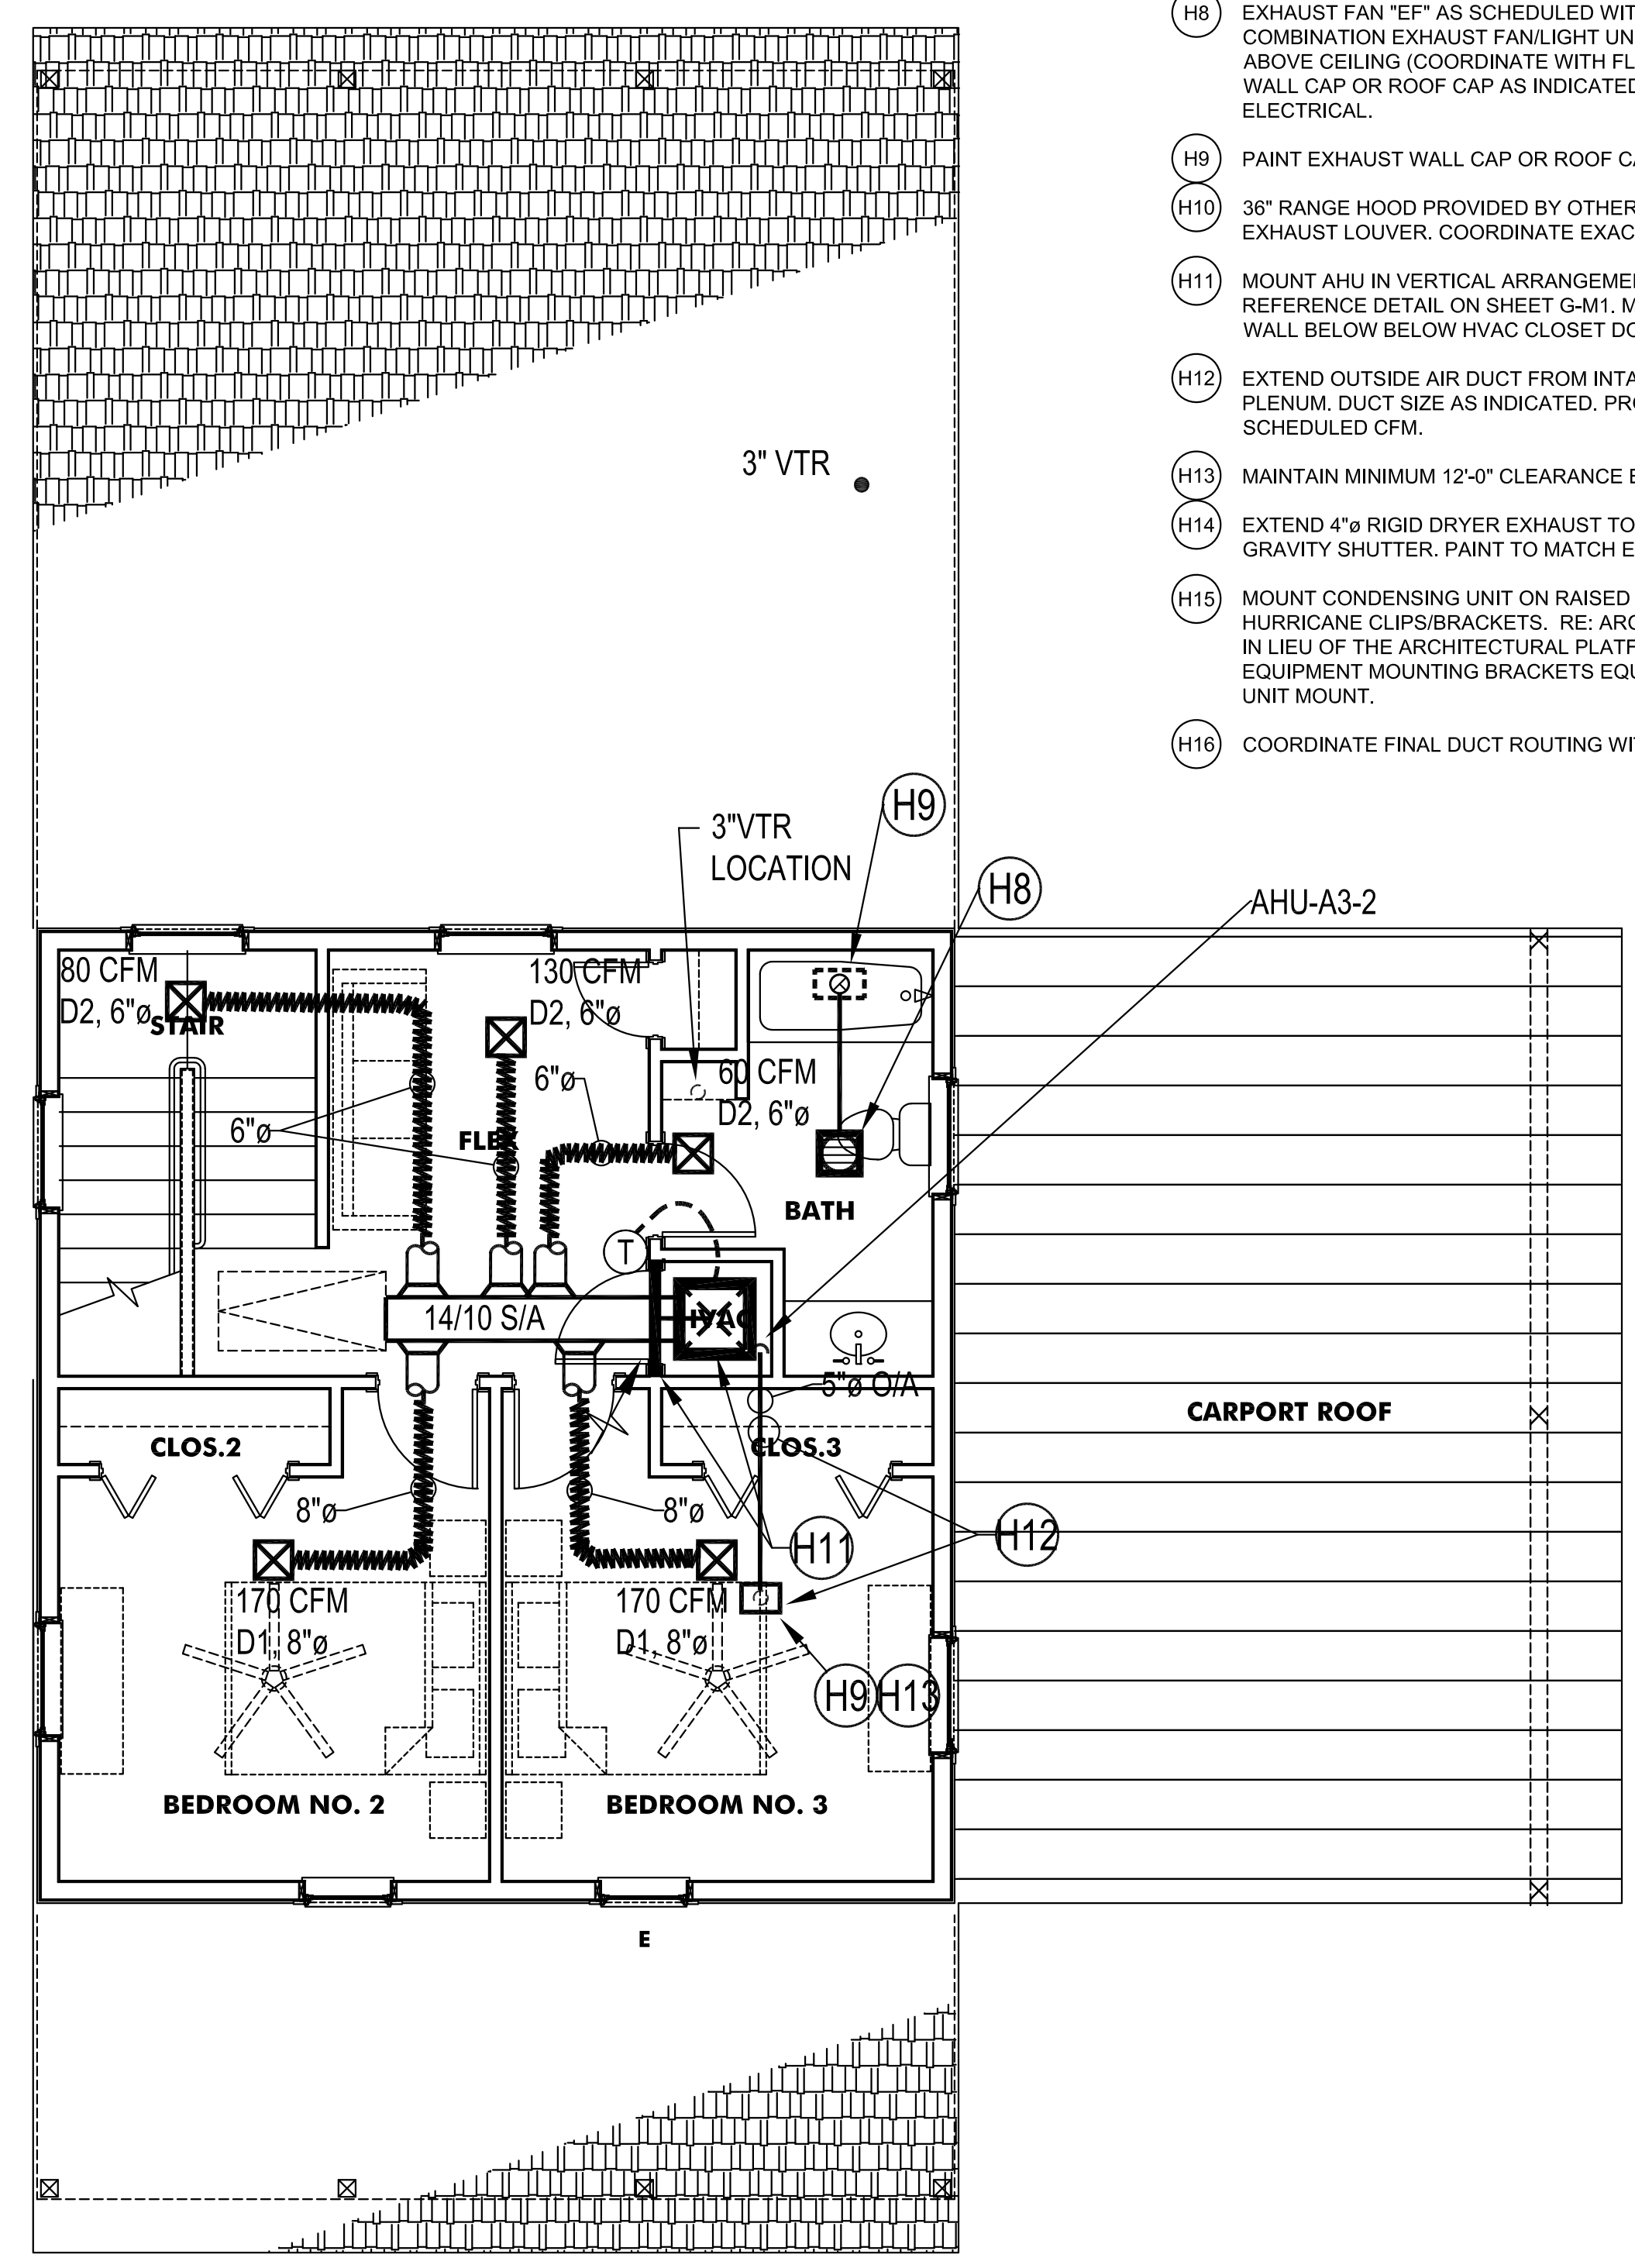 H8 EXHAUST FAN "EF" AS SCHEDULED WIT
COMBINATION EXHAUST FAN/LIGHT UN
ABOVE CEILING (COORDINATE WITH FL
WALL CAP OR ROOF CAP AS INDICATED
ELECTRICAL.
H9 PAINT EXHAUST WALL CAP OR ROOF CA
H10 36" RANGE HOOD PROVIDED BY OTHER
EXHAUST LOUVER. COORDINATE EXAC
H11 MOUNT AHU IN VERTICAL ARRANGEME
REFERENCE DETAIL ON SHEET G-M1. M
WALL BELOW BELOW HVAC CLOSET DO
H12 EXTEND OUTSIDE AIR DUCT FROM INTA
PLENUM. DUCT SIZE AS INDICATED. PRO
SCHEDULED CFM.
H13 MAINTAIN MINIMUM 12'-0" CLEARANCE B
H14 EXTEND 4"ø RIGID DRYER EXHAUST TO
GRAVITY SHUTTER. PAINT TO MATCH E
H15 MOUNT CONDENSING UNIT ON RAISED
HURRICANE CLIPS/BRACKETS. RE: ARC
IN LIEU OF THE ARCHITECTURAL PLATF
EQUIPMENT MOUNTING BRACKETS EQU
UNIT MOUNT.
H16 COORDINATE FINAL DUCT ROUTING WI
3" VTR
H9
3"VTR
LOCATION
H8
AHU-A3-2
80 CFM
D2, 6"ø
STAIR
130 CFM
D2, 6"ø
6"ø
60 CFM
D2, 6"ø
6"ø
FLEX
BATH
T
14/10 S/A
HVAC
5"ø O/A
CARPORT ROOF
CLOS.2
CLOS.3
8"ø
8"ø
H11
H12
170 CFM
D1, 8"ø
170 CFM
D1, 8"ø
H9
H13
BEDROOM NO. 2
BEDROOM NO. 3
E